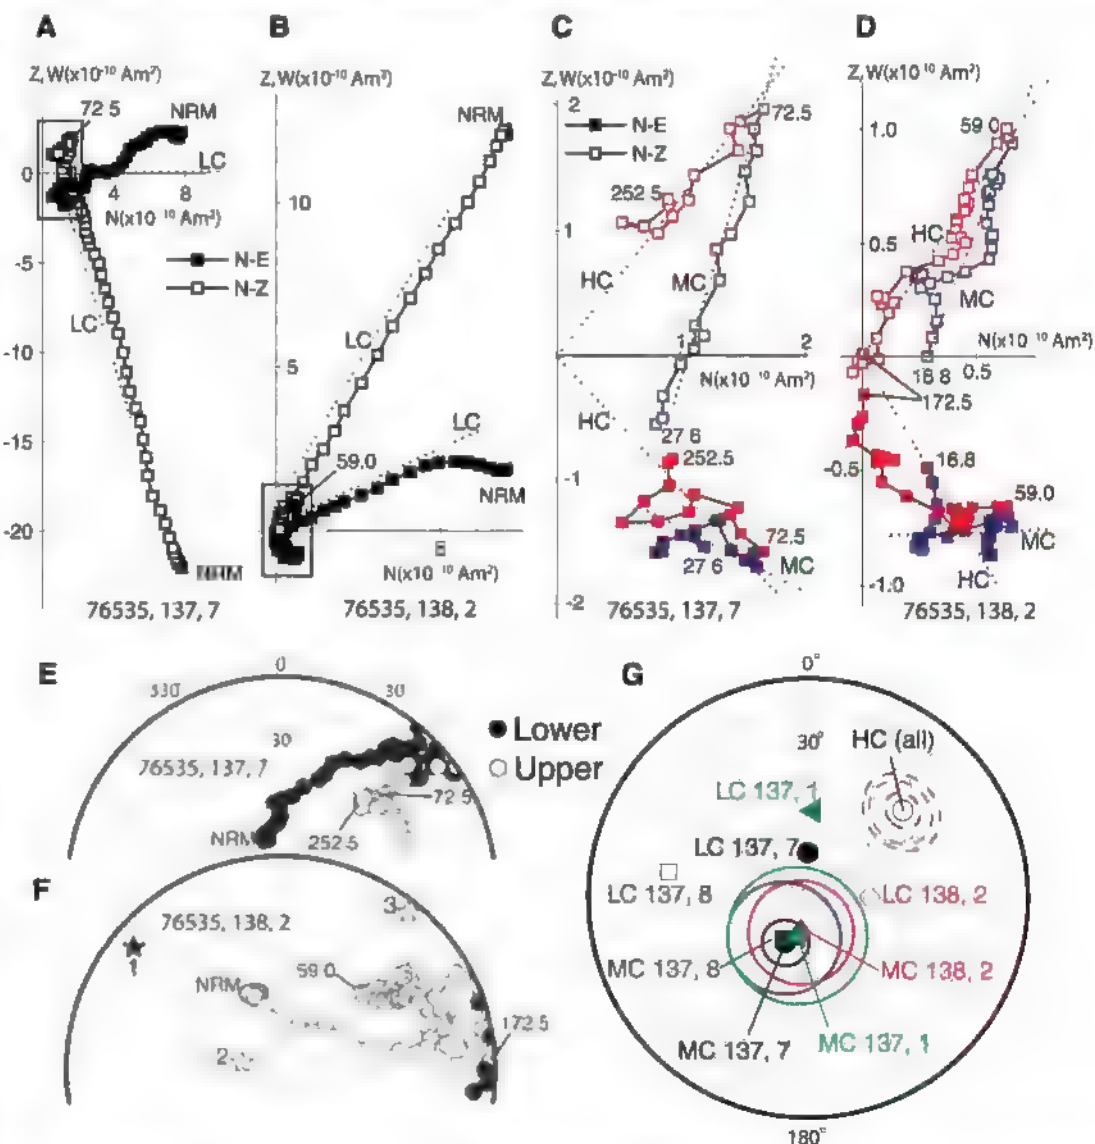 A
Z, W(x10⁻¹⁰ Am²)
72 5
NRM
LC
0
4
8
N(x10⁻¹⁰ Am²)
N-E
N-Z
-5
LC
-10
-15
-20
76535, 137, 7
B
Z, W(x10⁻¹⁰ Am²)
NRM
10
LC
5
LC
59.0
NRM
8
N(x10⁻¹⁰ Am²)
76535, 138, 2
C
Z, W(x10⁻¹⁰ Am²)
2
72.5
N-E
N-Z
252 5
1
HC
MC
1
2
N(x10⁻¹⁰ Am²)
HC
27 8
252.5
-1
72.5
27 6
MC
-2
76535, 137, 7
D
Z, W(x10⁻¹⁰ Am²)
1.0
59 0
HC
0.5
MC
N(x10⁻¹⁰ Am²)
0.5
172.5
-0.5
16.8
59.0
MC
HC
-1.0
76535, 138, 2
E
0
330
30
30
76535, 137, 7
72.5
NRM
252 5
Lower
Upper
F
76535, 138, 2
3
1
NRM
59 0
2
172 5
G
0°
30°
HC (all)
LC 137, 1
LC 137, 7
LC 137, 8
LC 138, 2
MC 137, 8
MC 138, 2
MC 137, 7
MC 137, 1
180°